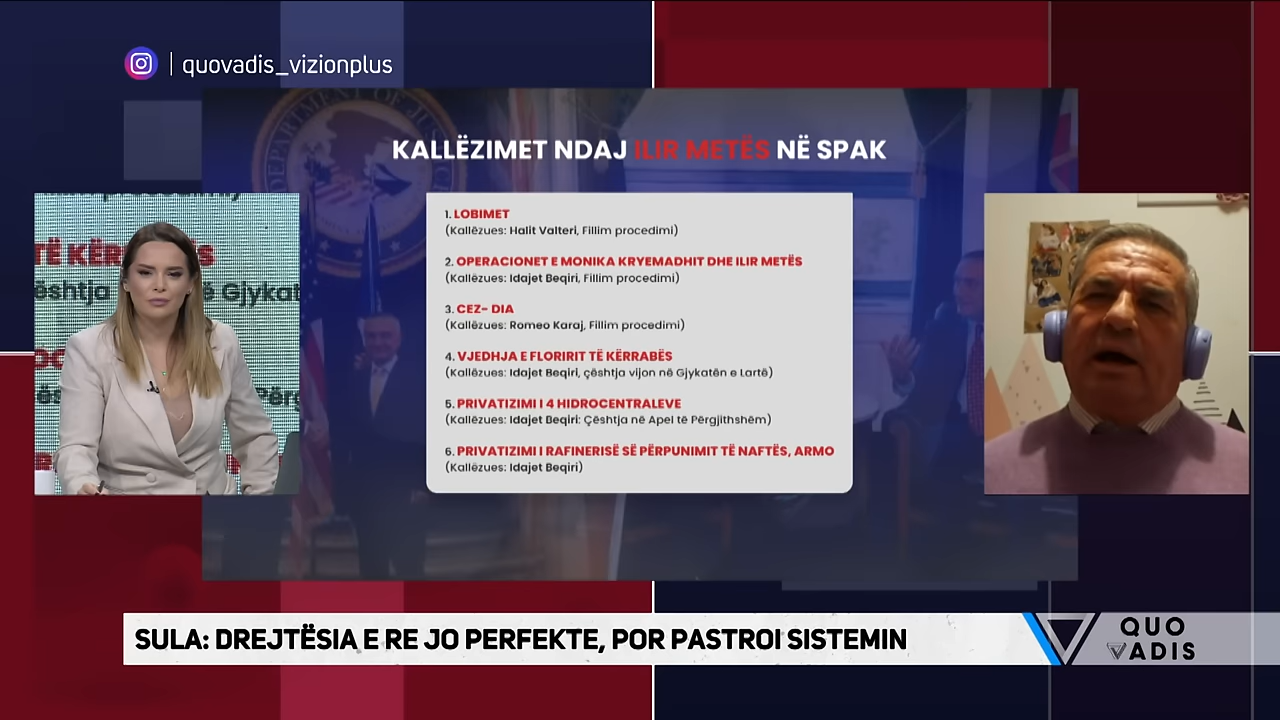 quovadis_vizionplus
KALLËZIMET NDAJ ILIR METËS NË SPAK
1. LOBIMET
(Kallëzues: Halit Valteri, Fillim procedimi)
2. OPERACIONET E MONIKA KRYEMADHIT DHE ILIR METËS
(Kallëzues: Idajet Beqiri, Fillim procedimi)
3. CEZ- DIA
(Kallëzues: Romeo Karaj, Fillim procedimi)
4. VJEDHJA E FLORIRIT TË KËRRABËS
(Kallëzues: Idajet Beqiri, çështja vijon në Gjykatën e Lartë)
5. PRIVATIZIMI I 4 HIDROCENTRALEVE
(Kallëzues: Idajet Beqiri: Çështja në Apel të Përgjithshëm)
6. PRIVATIZIMI I RAFINERISË SË PËRPUNIMIT TË NAFTËS, ARMO
(Kallëzues: Idajet Beqiri)
SULA: DREJTËSIA E RE JO PERFEKTE, POR PASTROI SISTEMIN
QUO
VADIS